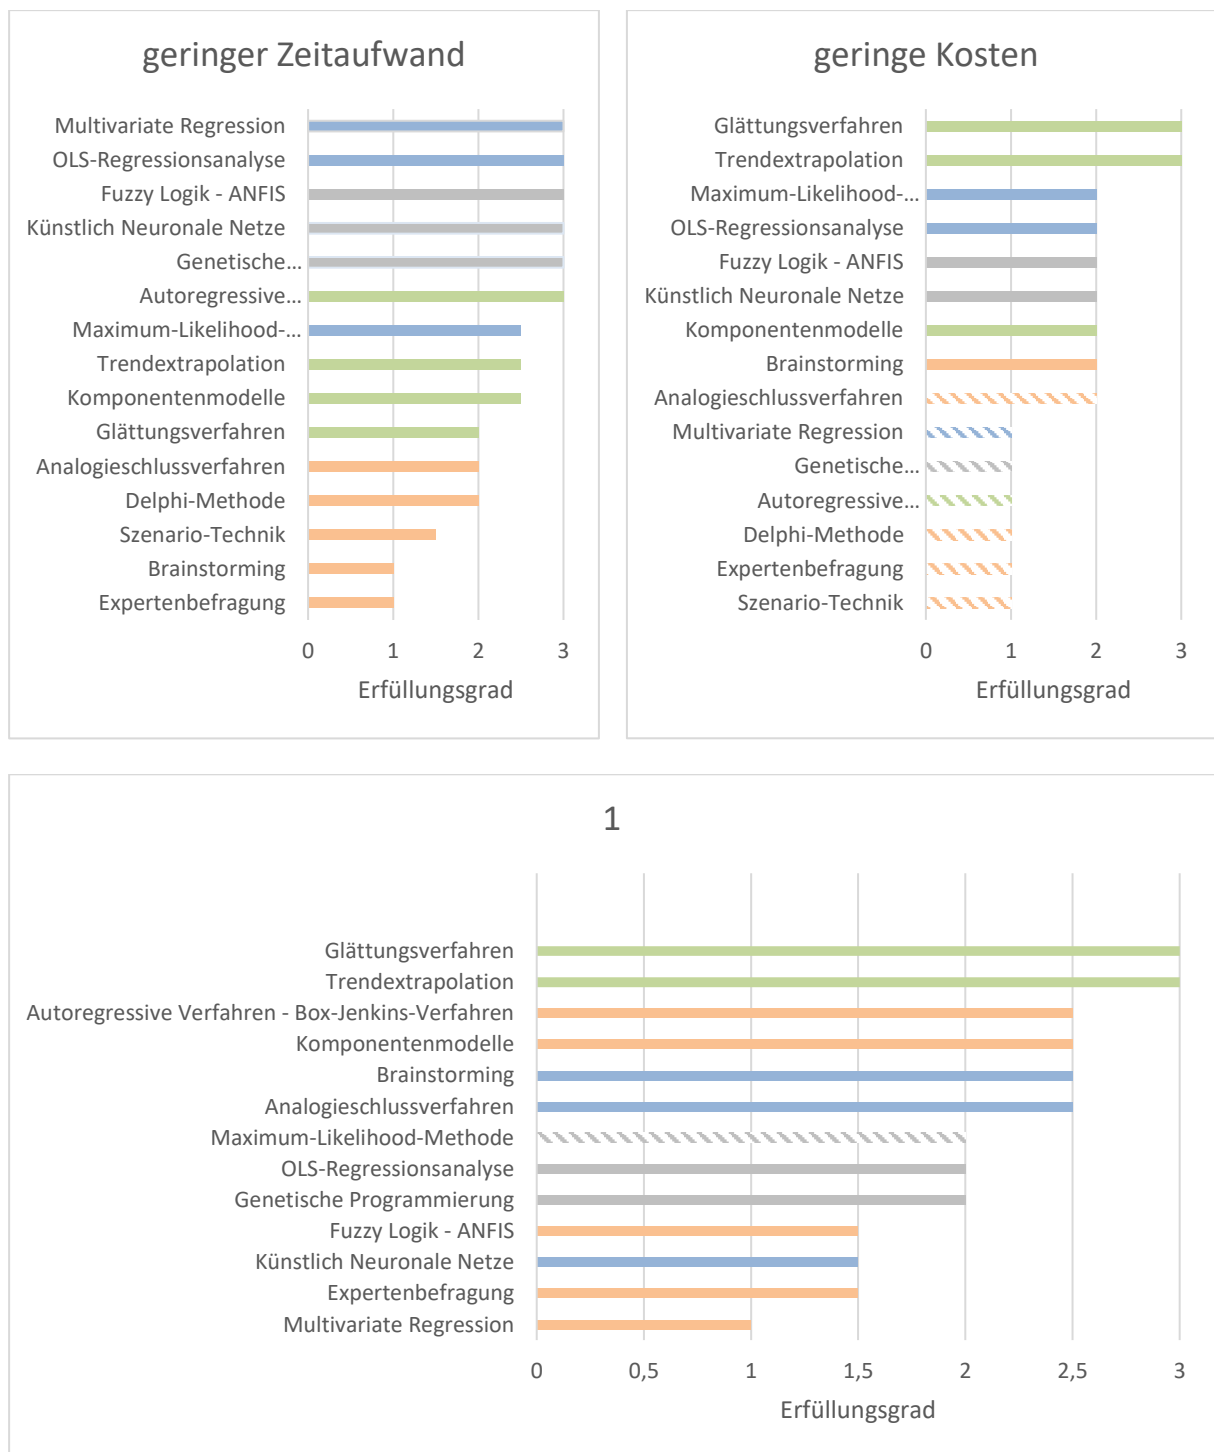 geringer Zeitaufwand
Multivariate Regression
OLS-Regressionsanalyse
Fuzzy Logik - ANFIS
Künstlich Neuronale Netze
Genetische...
Autoregressive...
Maximum-Likelihood-...
Trendextrapolation
Komponentenmodelle
Glättungsverfahren
Analogieschlussverfahren
Delphi-Methode
Szenario-Technik
Brainstorming
Expertenbefragung
0 1 2 3
Erfüllungsgrad
geringe Kosten
Glättungsverfahren
Trendextrapolation
Maximum-Likelihood-...
OLS-Regressionsanalyse
Fuzzy Logik - ANFIS
Künstlich Neuronale Netze
Komponentenmodelle
Brainstorming
Analogieschlussverfahren
Multivariate Regression
Genetische...
Autoregressive...
Delphi-Methode
Expertenbefragung
Szenario-Technik
0 1 2 3
Erfüllungsgrad
1
Glättungsverfahren
Trendextrapolation
Autoregressive Verfahren - Box-Jenkins-Verfahren
Komponentenmodelle
Brainstorming
Analogieschlussverfahren
Maximum-Likelihood-Methode
OLS-Regressionsanalyse
Genetische Programmierung
Fuzzy Logik - ANFIS
Künstlich Neuronale Netze
Expertenbefragung
Multivariate Regression
0 0,5 1 1,5 2 2,5 3
Erfüllungsgrad